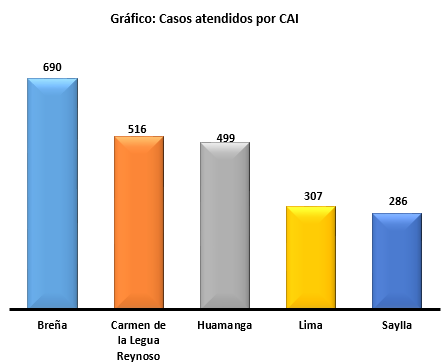 Gráfico: Casos atendidos por CAI
690
516
499
307
286
Breña
Carmen de
la Legua
Reynoso
Huamanga
Lima
Saylla